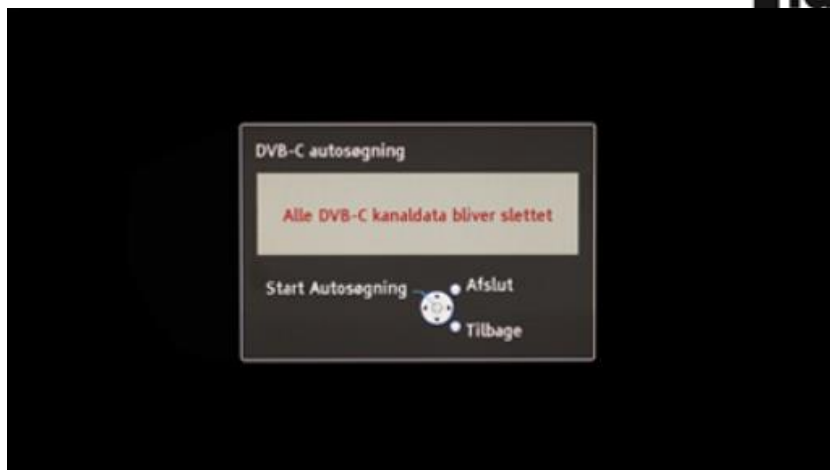 DVB-C autosøgning
Alle DVB-C kanaldata bliver slettet
Start Autosøgning
Afslut
Tilbage